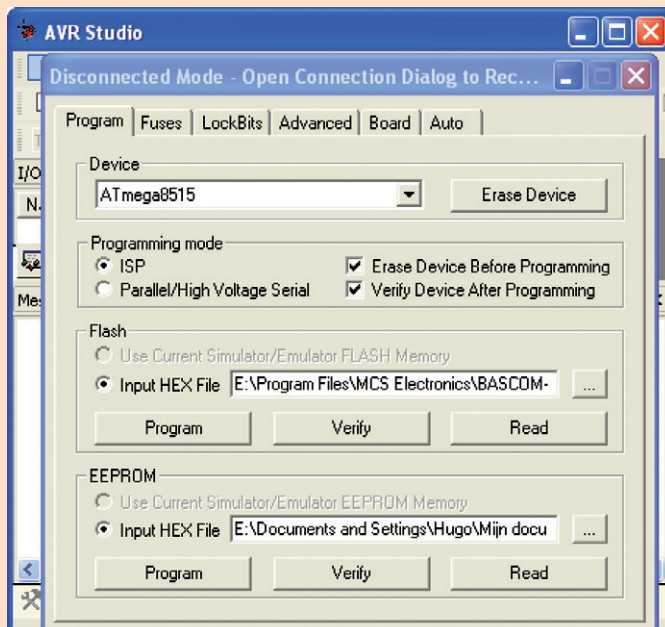 AVR Studio
Disconnected Mode - Open Connection Dialog to Rec...
Program Fuses LockBits Advanced Board Auto
I/O
Device
ATmega8515 Erase Device
N.
Programming mode
ISP Erase Device Before Programming
Mes
Parallel/High Voltage Serial Verify Device After Programming
Flash
Use Current Simulator/Emulator FLASH Memory
Input HEX File E:\Program Files\MCS Electronics\BASCOM- ...
Program Verify Read
EEPROM
Use Current Simulator/Emulator EEPROM Memory
Input HEX File E:\Documents and Settings\Hugo\Mijn docu ...
Program Verify Read